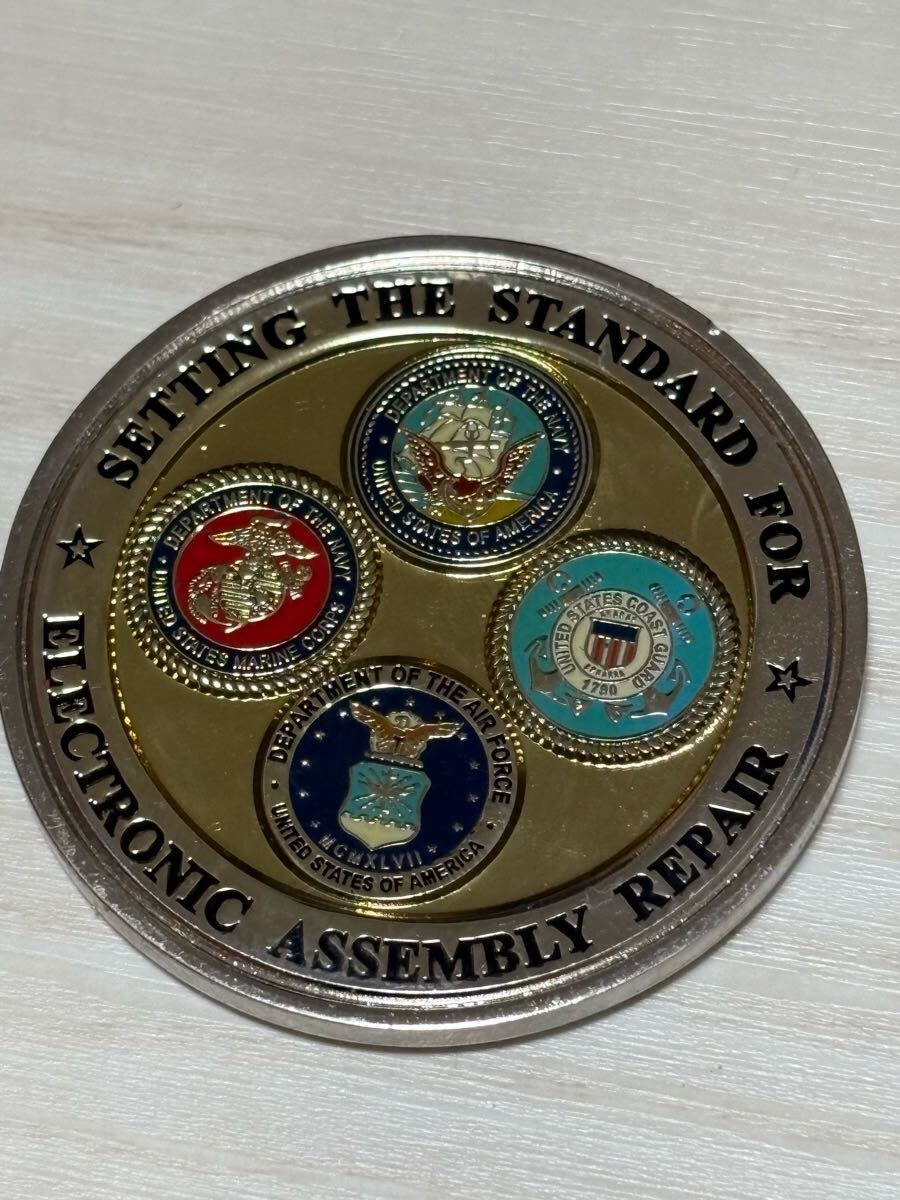 SETTING THE STANDARD FOR
ELECTRONIC ASSEMBLY REPAIR
DEPARTMENT OF THE NAVY
UNITED STATES OF AMERICA
DEPARTMENT OF THE NAVY
UNITED STATES MARINE CORPS
UNITED STATES COAST GUARD
1790
DEPARTMENT OF THE AIR FORCE
MCMXLVII
UNITED STATES OF AMERICA